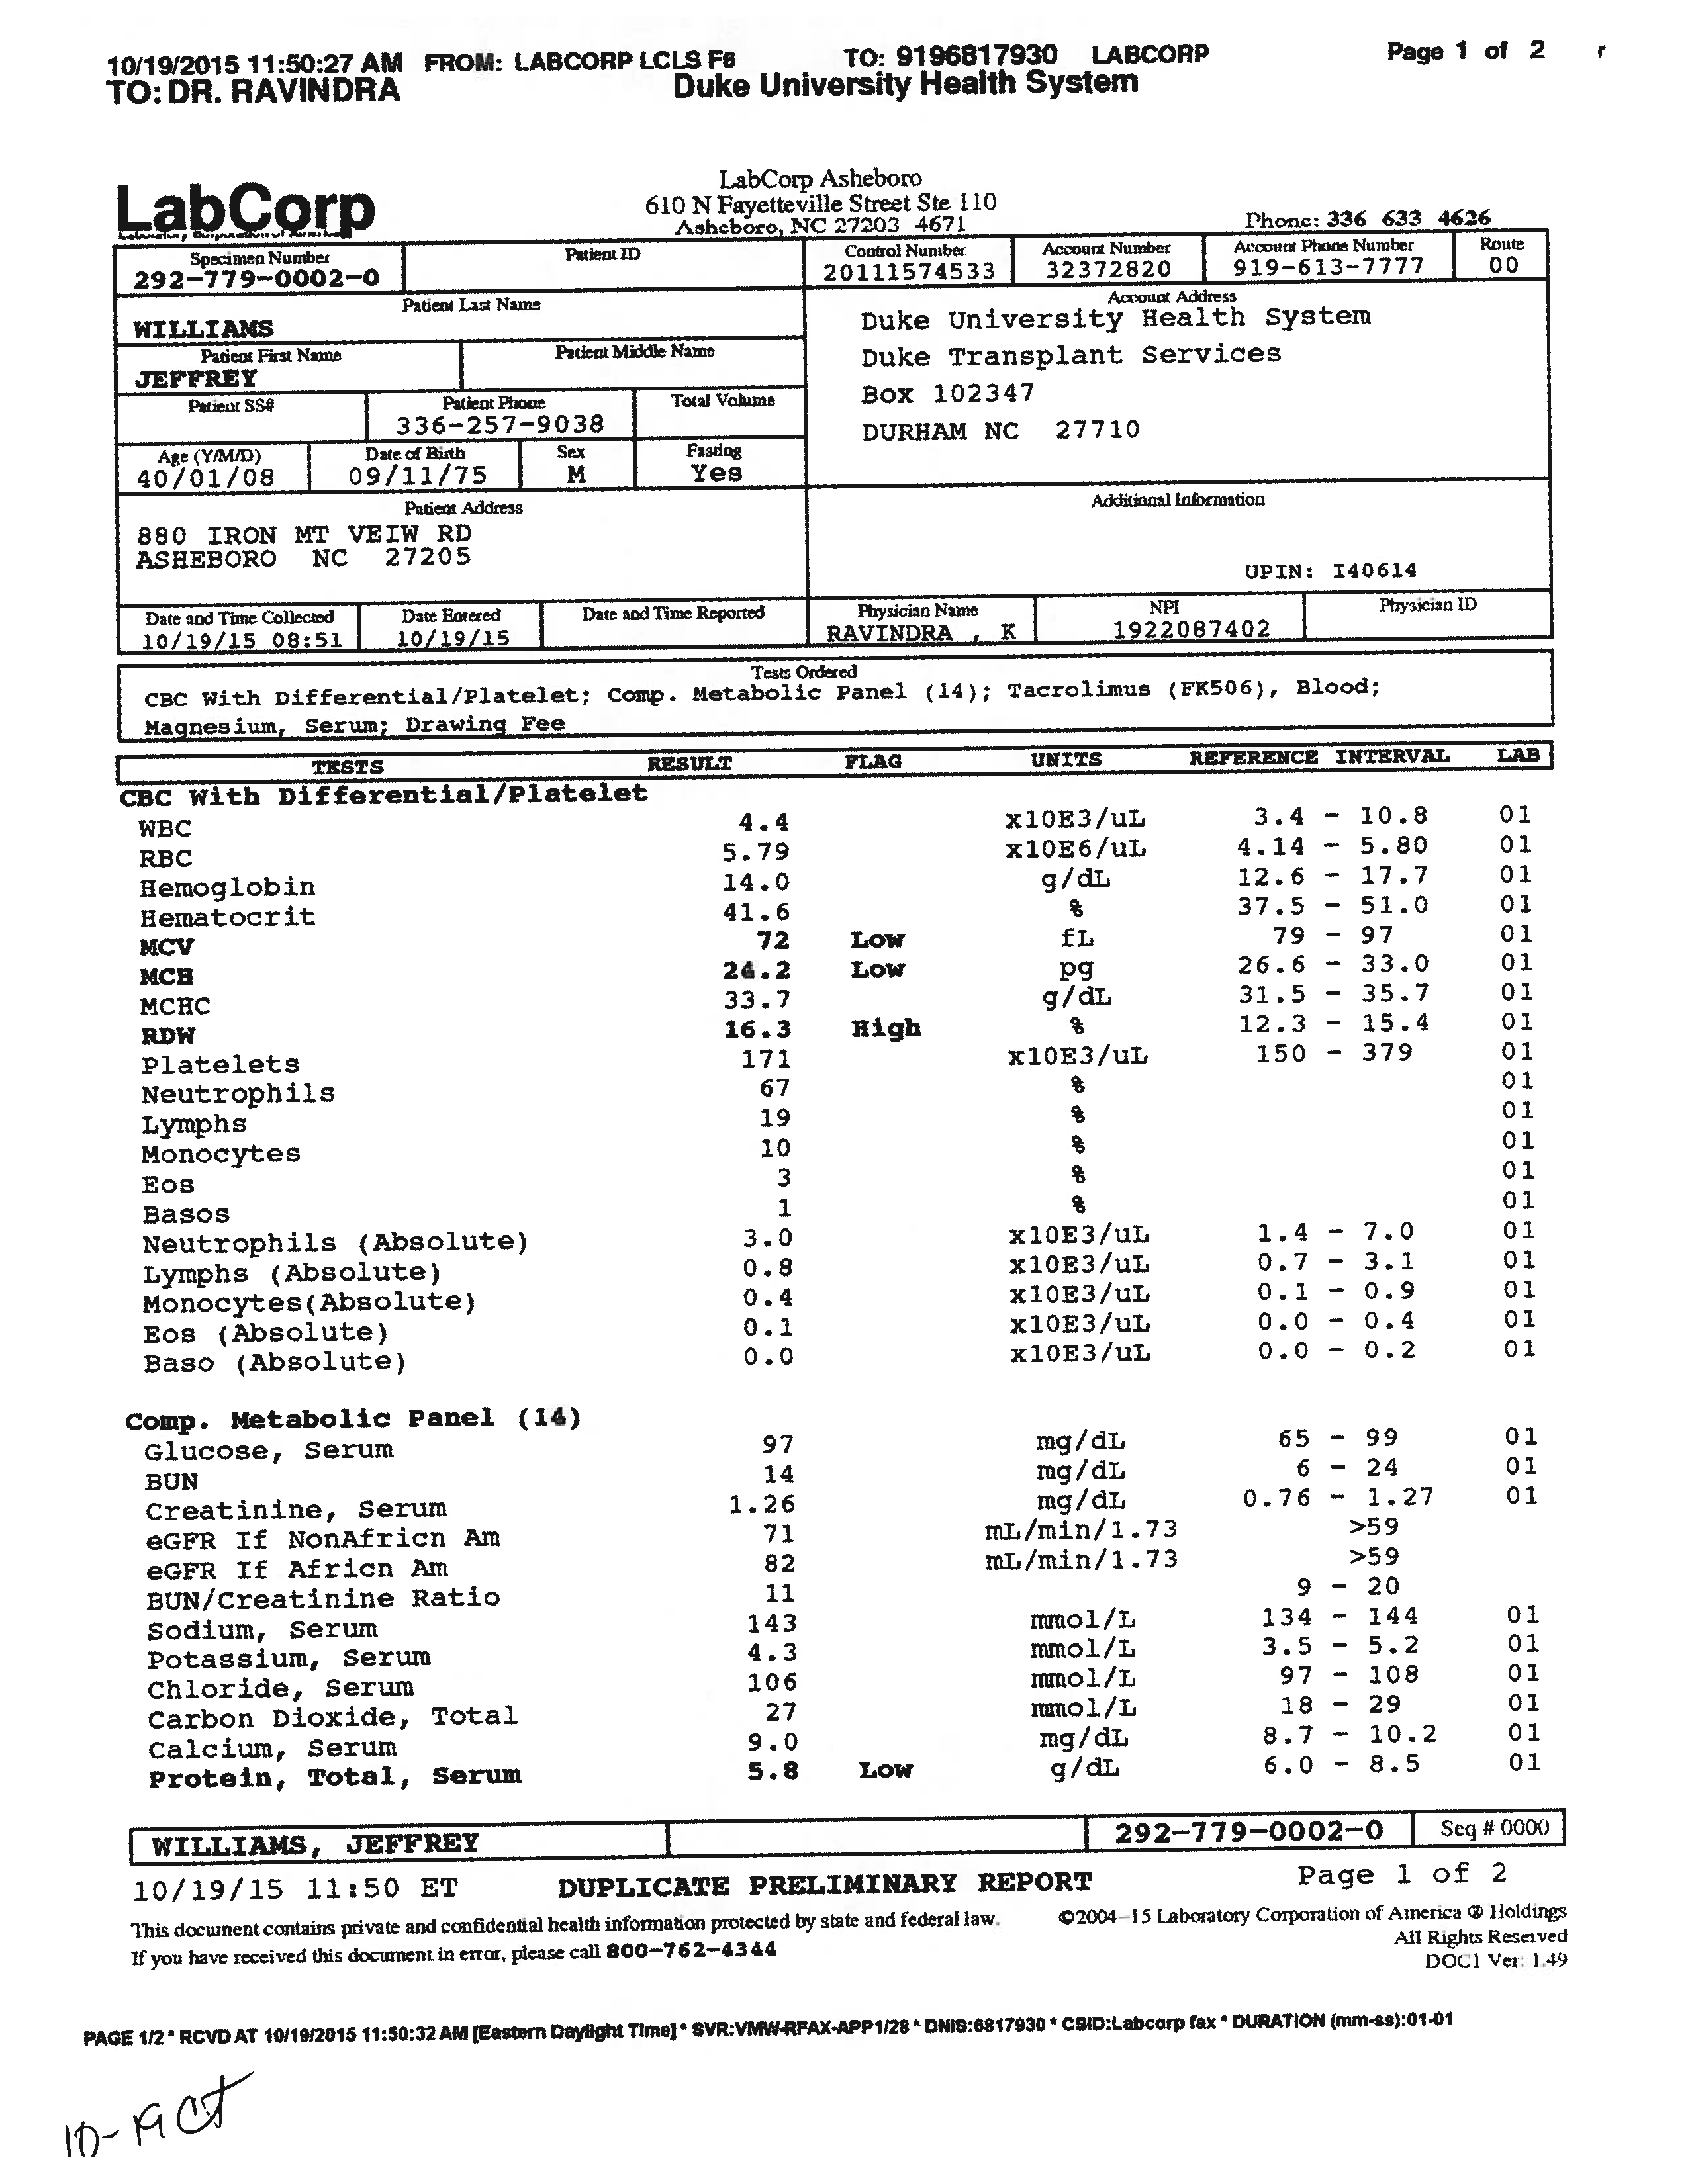 10/19/2015 11:50:27 AM FROM: LABCORP LCLS F6 TO: 9196817930 LABCORP Page 1 of 2 r
TO: DR. RAVINDRA Duke University Health System
LabCorp
LabCorp Asheboro
610 N Fayetteville Street Ste 110
Asheboro, NC 27203 4671 Phone: 336 633 4626
Specimen Number Patient ID Control Number Account Number Account Phone Number Route
292-779-0002-0 20111574533 32372820 919-613-7777 00
Patient Last Name Account Address
WILLIAMS Duke University Health System
Patient First Name Patient Middle Name Duke Transplant Services
JEFFREY
Patient SS# Patient Phone Total Volume Box 102347
336-257-9038 DURHAM NC 27710
Age (Y/M/D) Date of Birth Sex Fasting
40/01/08 09/11/75 M Yes
Patient Address Additional Information
880 IRON MT VEIW RD
ASHEBORO NC 27205
UPIN: I40614
Date and Time Collected Date Entered Date and Time Reported Physician Name NPI Physician ID
10/19/15 08:51 10/19/15 RAVINDRA , K 1922087402
Tests Ordered
CBC With Differential/Platelet; Comp. Metabolic Panel (14); Tacrolimus (FK506), Blood;
Magnesium, Serum; Drawing Fee
TESTS RESULT FLAG UNITS REFERENCE INTERVAL LAB
CBC With Differential/Platelet
WBC 4.4 x10E3/uL 3.4 - 10.8 01
RBC 5.79 x10E6/uL 4.14 - 5.80 01
Hemoglobin 14.0 g/dL 12.6 - 17.7 01
Hematocrit 41.6 % 37.5 - 51.0 01
MCV 72 Low fL 79 - 97 01
MCH 24.2 Low pg 26.6 - 33.0 01
MCHC 33.7 g/dL 31.5 - 35.7 01
RDW 16.3 High % 12.3 - 15.4 01
Platelets 171 x10E3/uL 150 - 379 01
Neutrophils 67 % 01
Lymphs 19 % 01
Monocytes 10 % 01
Eos 3 % 01
Basos 1 % 01
Neutrophils (Absolute) 3.0 x10E3/uL 1.4 - 7.0 01
Lymphs (Absolute) 0.8 x10E3/uL 0.7 - 3.1 01
Monocytes(Absolute) 0.4 x10E3/uL 0.1 - 0.9 01
Eos (Absolute) 0.1 x10E3/uL 0.0 - 0.4 01
Baso (Absolute) 0.0 x10E3/uL 0.0 - 0.2 01
Comp. Metabolic Panel (14)
Glucose, Serum 97 mg/dL 65 - 99 01
BUN 14 mg/dL 6 - 24 01
Creatinine, Serum 1.26 mg/dL 0.76 - 1.27 01
eGFR If NonAfricn Am 71 mL/min/1.73 >59
eGFR If Africn Am 82 mL/min/1.73 >59
BUN/Creatinine Ratio 11 9 - 20
Sodium, Serum 143 mmol/L 134 - 144 01
Potassium, Serum 4.3 mmol/L 3.5 - 5.2 01
Chloride, Serum 106 mmol/L 97 - 108 01
Carbon Dioxide, Total 27 mmol/L 18 - 29 01
Calcium, Serum 9.0 mg/dL 8.7 - 10.2 01
Protein, Total, Serum 5.8 Low g/dL 6.0 - 8.5 01
WILLIAMS, JEFFREY 292-779-0002-0 Seq # 0000
10/19/15 11:50 ET DUPLICATE PRELIMINARY REPORT Page 1 of 2
This document contains private and confidential health information protected by state and federal law. ©2004-15 Laboratory Corporation of America ® Holdings
If you have received this document in error, please call 800-762-4344 All Rights Reserved
DOC1 Ver: 1.49
PAGE 1/2 * RCVD AT 10/19/2015 11:50:32 AM [Eastern Daylight Time] * SVR:VMW-RFAX-APP1/28 * DNIS:6817930 * CSID:Labcorp fax * DURATION (mm-ss):01-01
10-19 CT